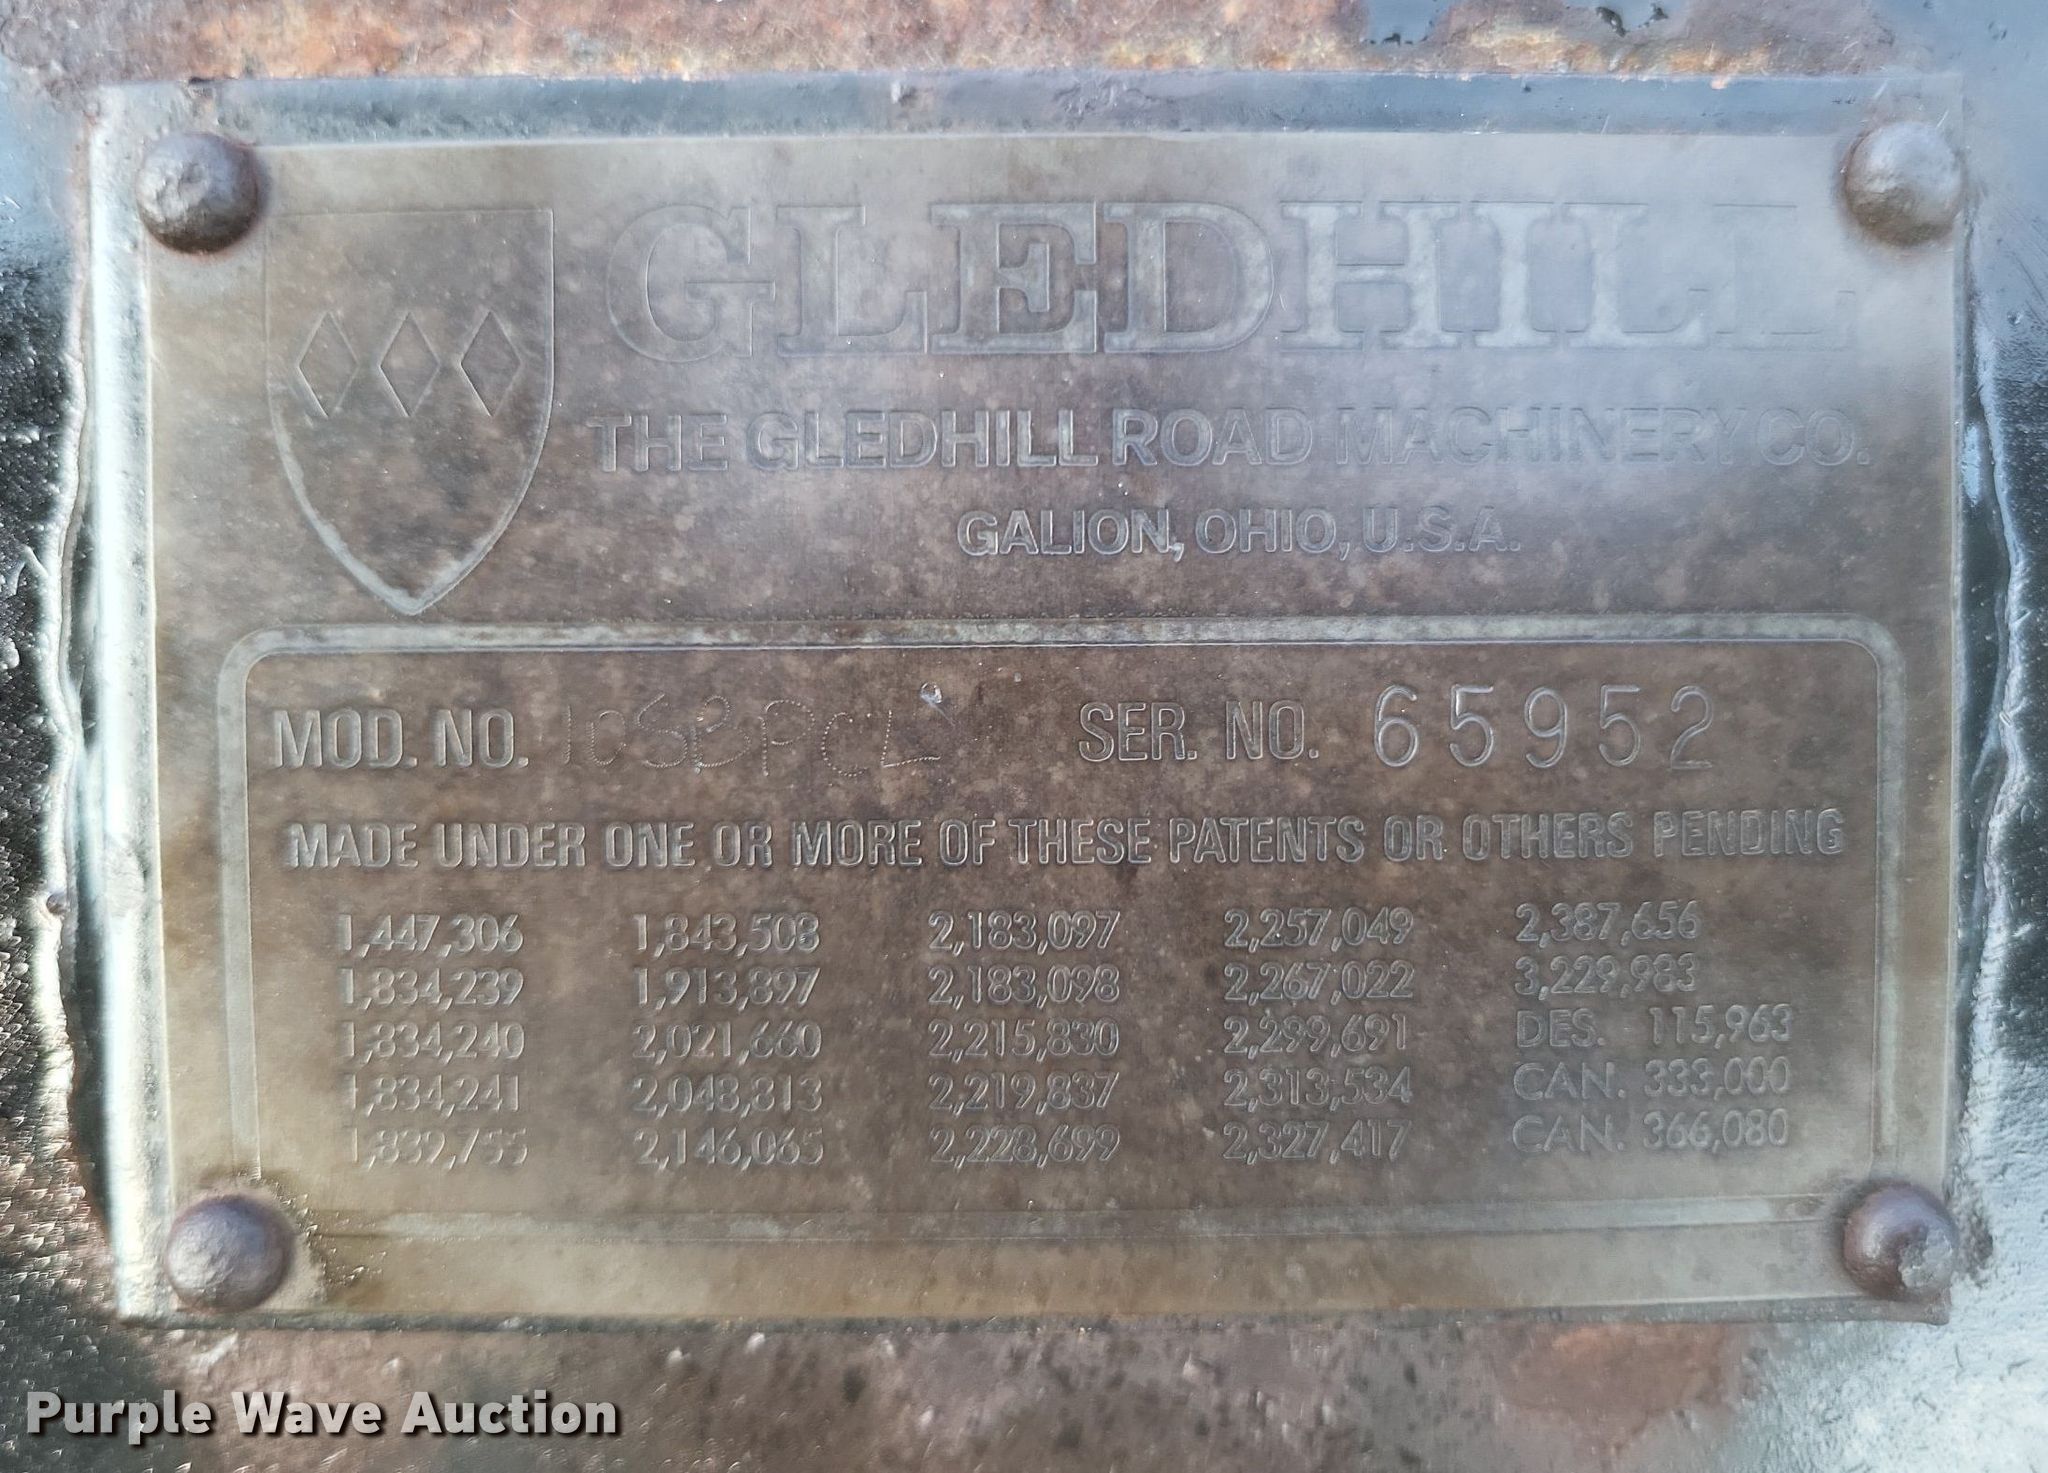 GLEDHILL
THE GLEDHILL ROAD MACHINERY CO.
GALION, OHIO, U.S.A.
MOD. NO. SER. NO. 65952
MADE UNDER ONE OR MORE OF THESE PATENTS OR OTHERS PENDING
1,447,306 1,843,508 2,183,097 2,257,049 2,387,656
1,834,239 1,913,897 2,183,098 2,267,022 3,229,983
1,834,240 2,021,660 2,215,830 2,299,691 DES. 115,963
1,834,241 2,048,813 2,219,837 2,313,534 CAN. 333,000
1,839,755 2,146,065 2,228,699 2,327,417 CAN. 366,080
Purple Wave Auction